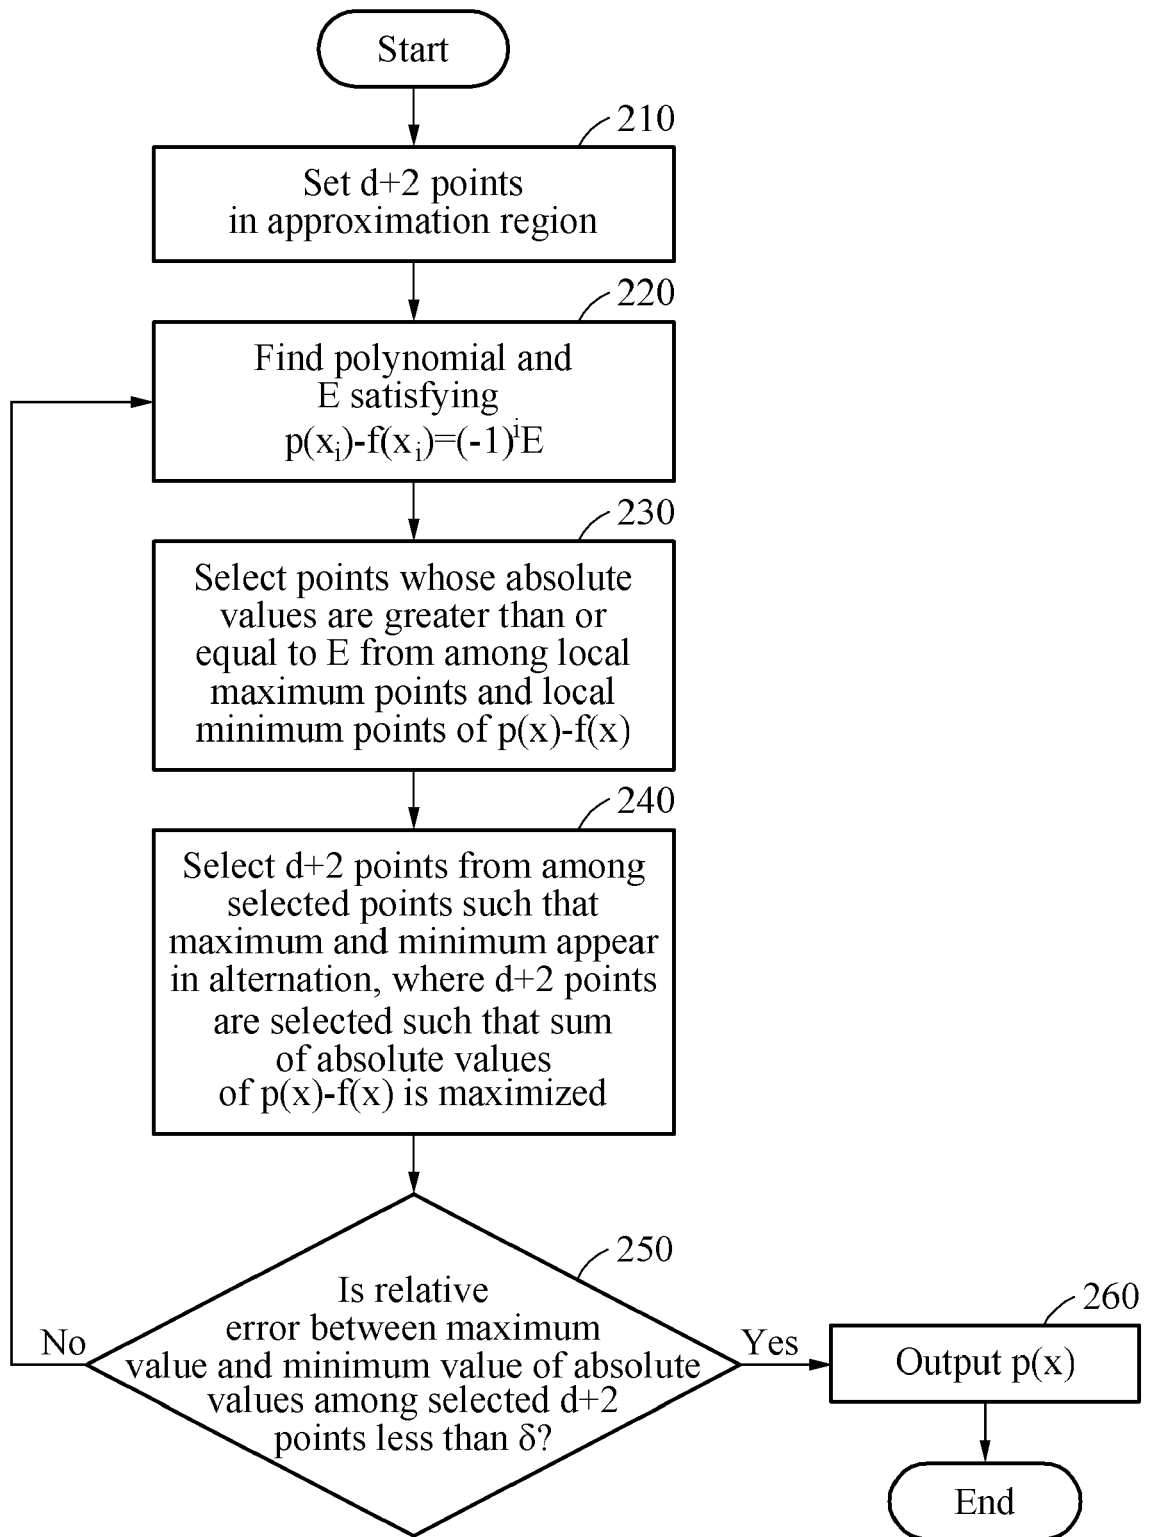 Start
210
Set d+2 points
in approximation region
220
Find polynomial and
E satisfying
p(xᵢ)-f(xᵢ)=(-1)ⁱE
230
Select points whose absolute
values are greater than or
equal to E from among local
maximum points and local
minimum points of p(x)-f(x)
240
Select d+2 points from among
selected points such that
maximum and minimum appear
in alternation, where d+2 points
are selected such that sum
of absolute values
of p(x)-f(x) is maximized
250
Is relative
error between maximum
value and minimum value of absolute
values among selected d+2
points less than δ?
No
Yes
260
Output p(x)
End